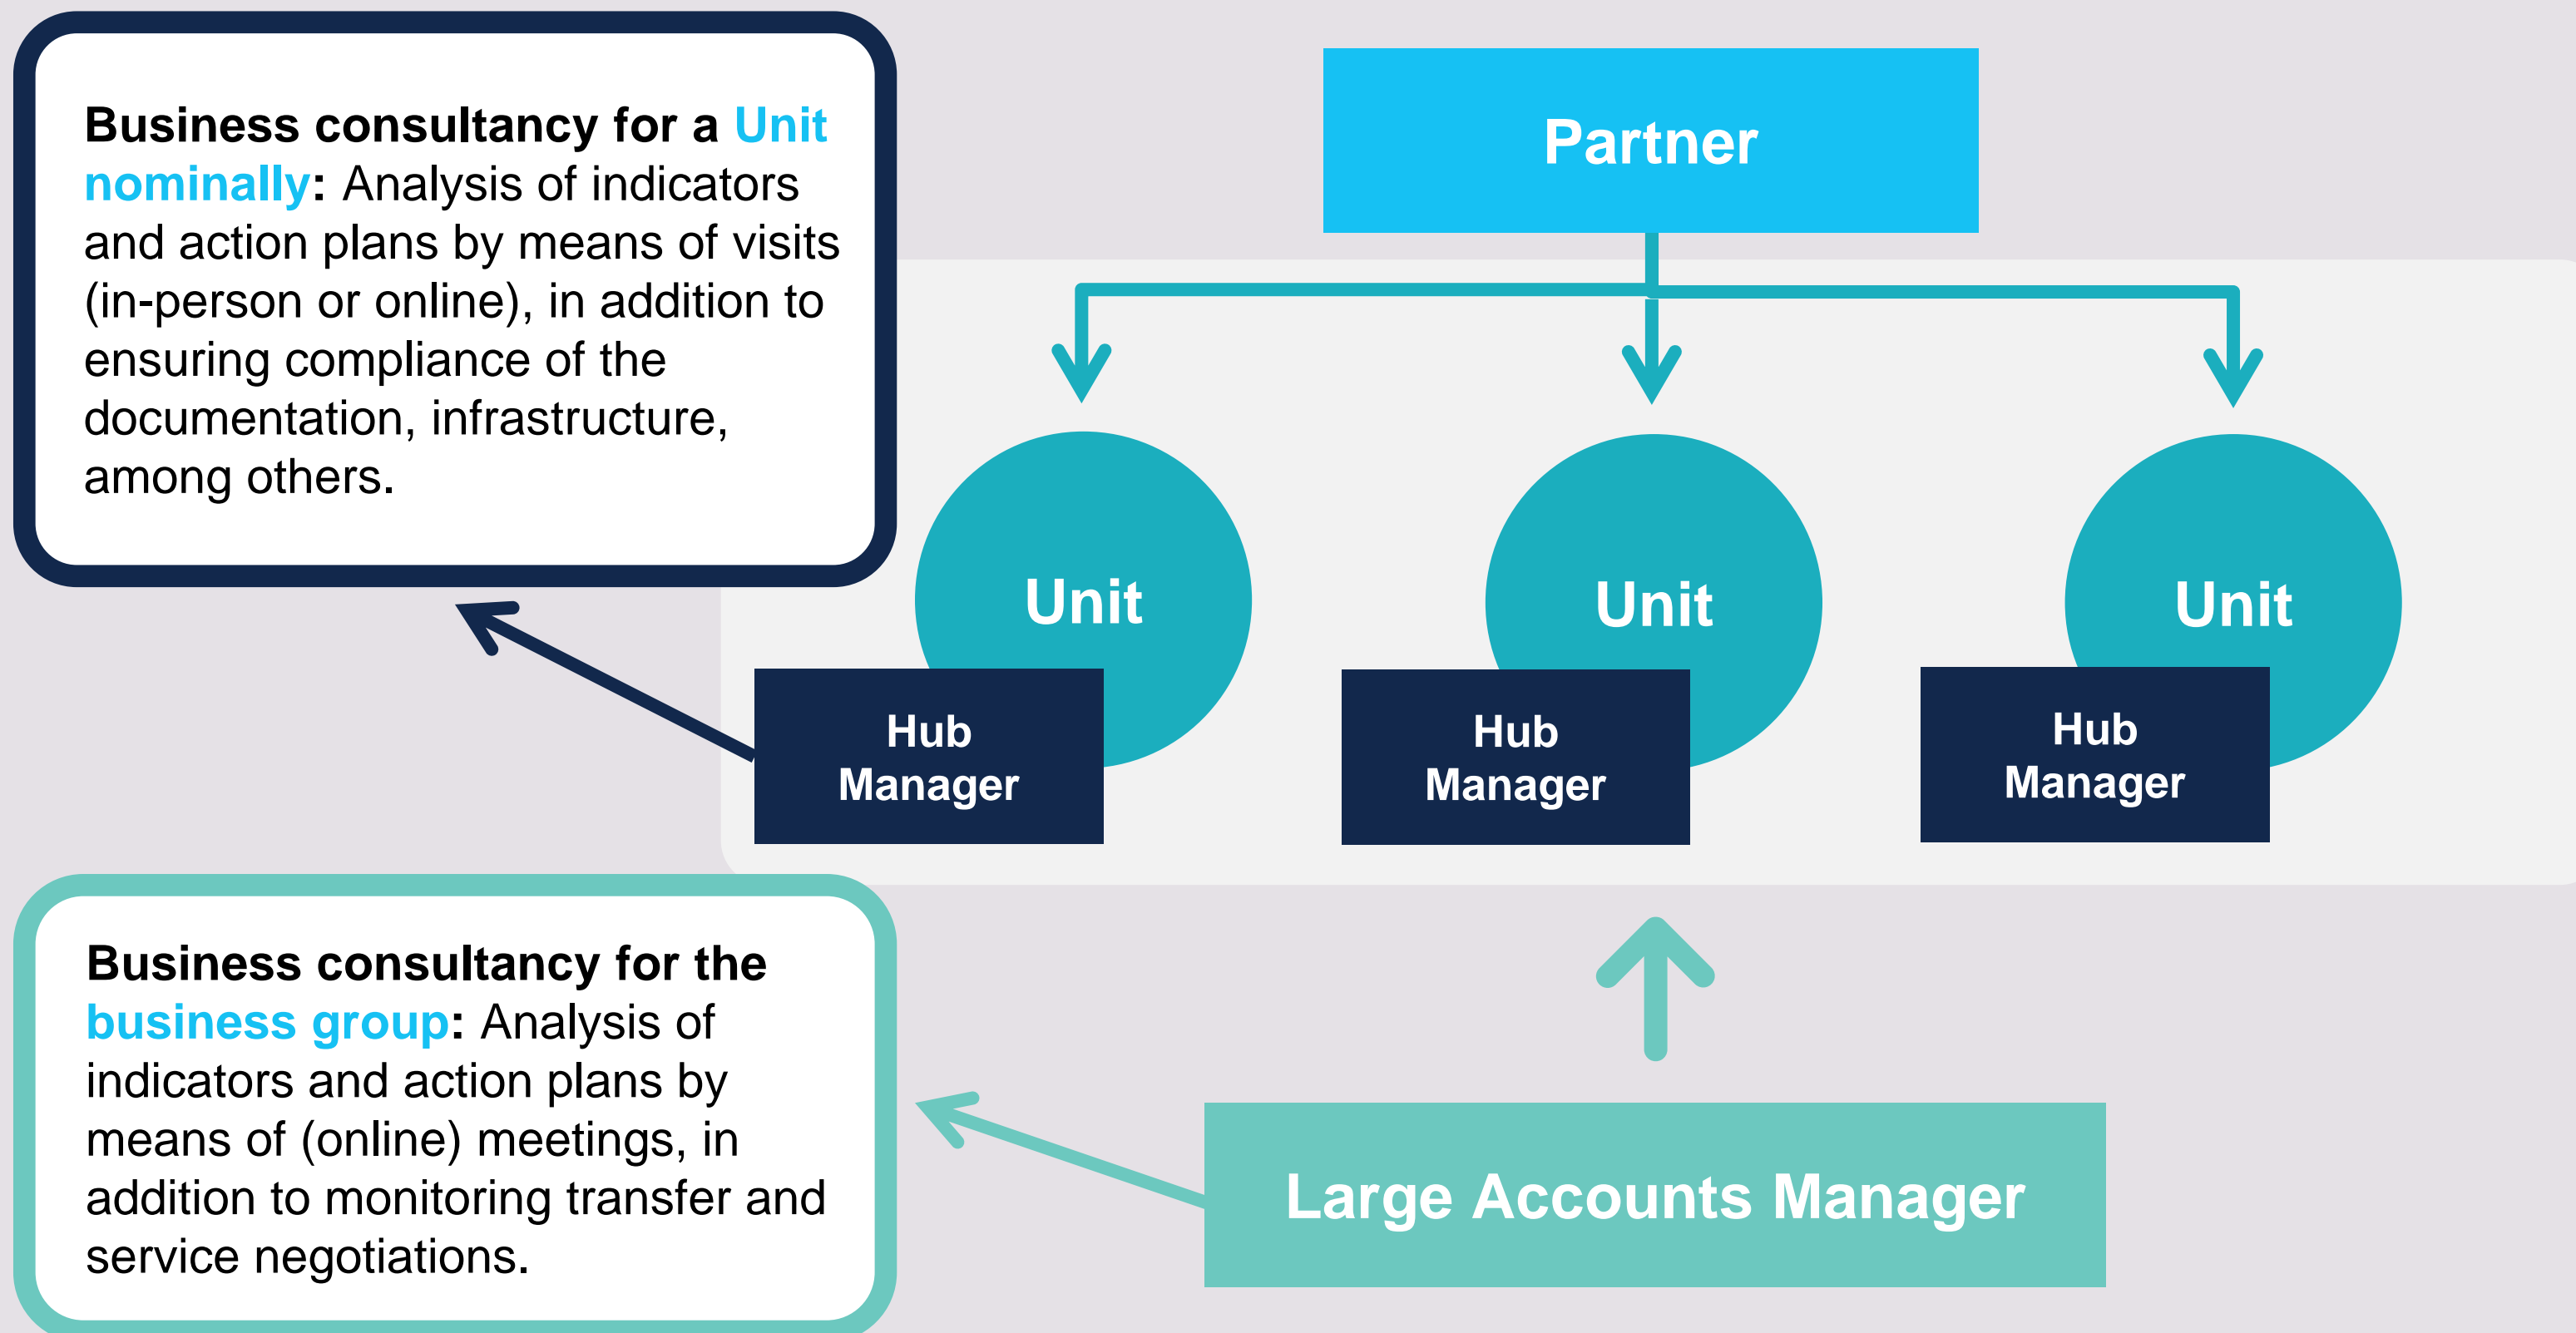 Business consultancy for a Unit
nominally: Analysis of indicators
and action plans by means of visits
(in-person or online), in addition to
ensuring compliance of the
documentation, infrastructure,
among others.
Partner
Unit
Unit
Unit
Hub
Manager
Hub
Manager
Hub
Manager
Business consultancy for the
business group: Analysis of
indicators and action plans by
means of (online) meetings, in
addition to monitoring transfer and
service negotiations.
Large Accounts Manager